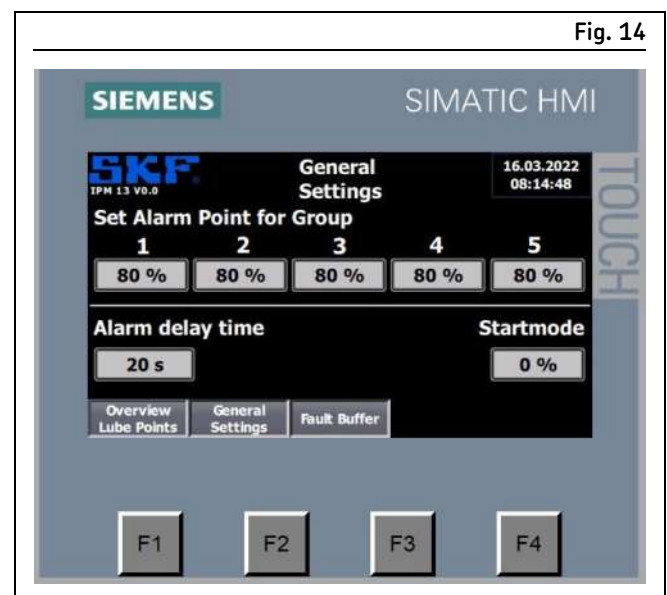 Fig. 14
SIEMENS
SIMATIC HMI
TOUCH
SKF
IPM 13 V0.0
General
Settings
16.03.2022
08:14:48
Set Alarm Point for Group
1 2 3 4 5
80 % 80 % 80 % 80 % 80 %
Alarm delay time Startmode
20 s 0 %
Overview
Lube Points
General
Settings
Fault Buffer
F1 F2 F3 F4